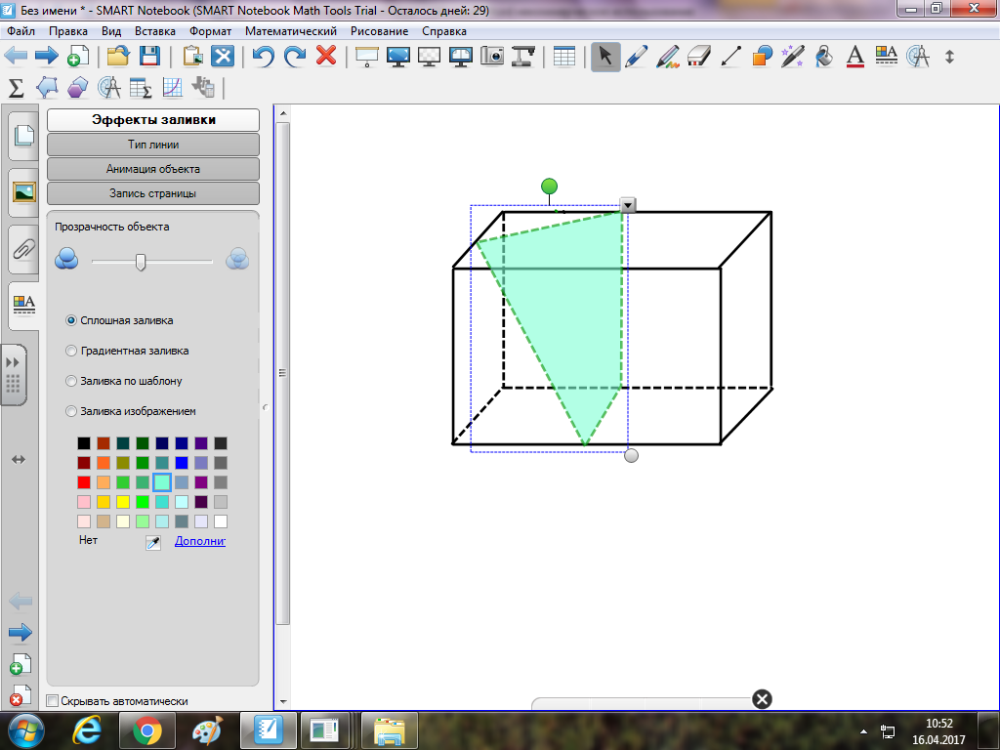 Без имени * - SMART Notebook (SMART Notebook Math Tools Trial - Осталось дней: 29)
Файл Правка Вид Вставка Формат Математический Рисование Справка
Эффекты заливки
Тип линии
Анимация объекта
Запись страницы
Прозрачность объекта
Сплошная заливка
Градиентная заливка
Заливка по шаблону
Заливка изображением
Нет Дополни
Скрывать автоматически
10:52
16.04.2017